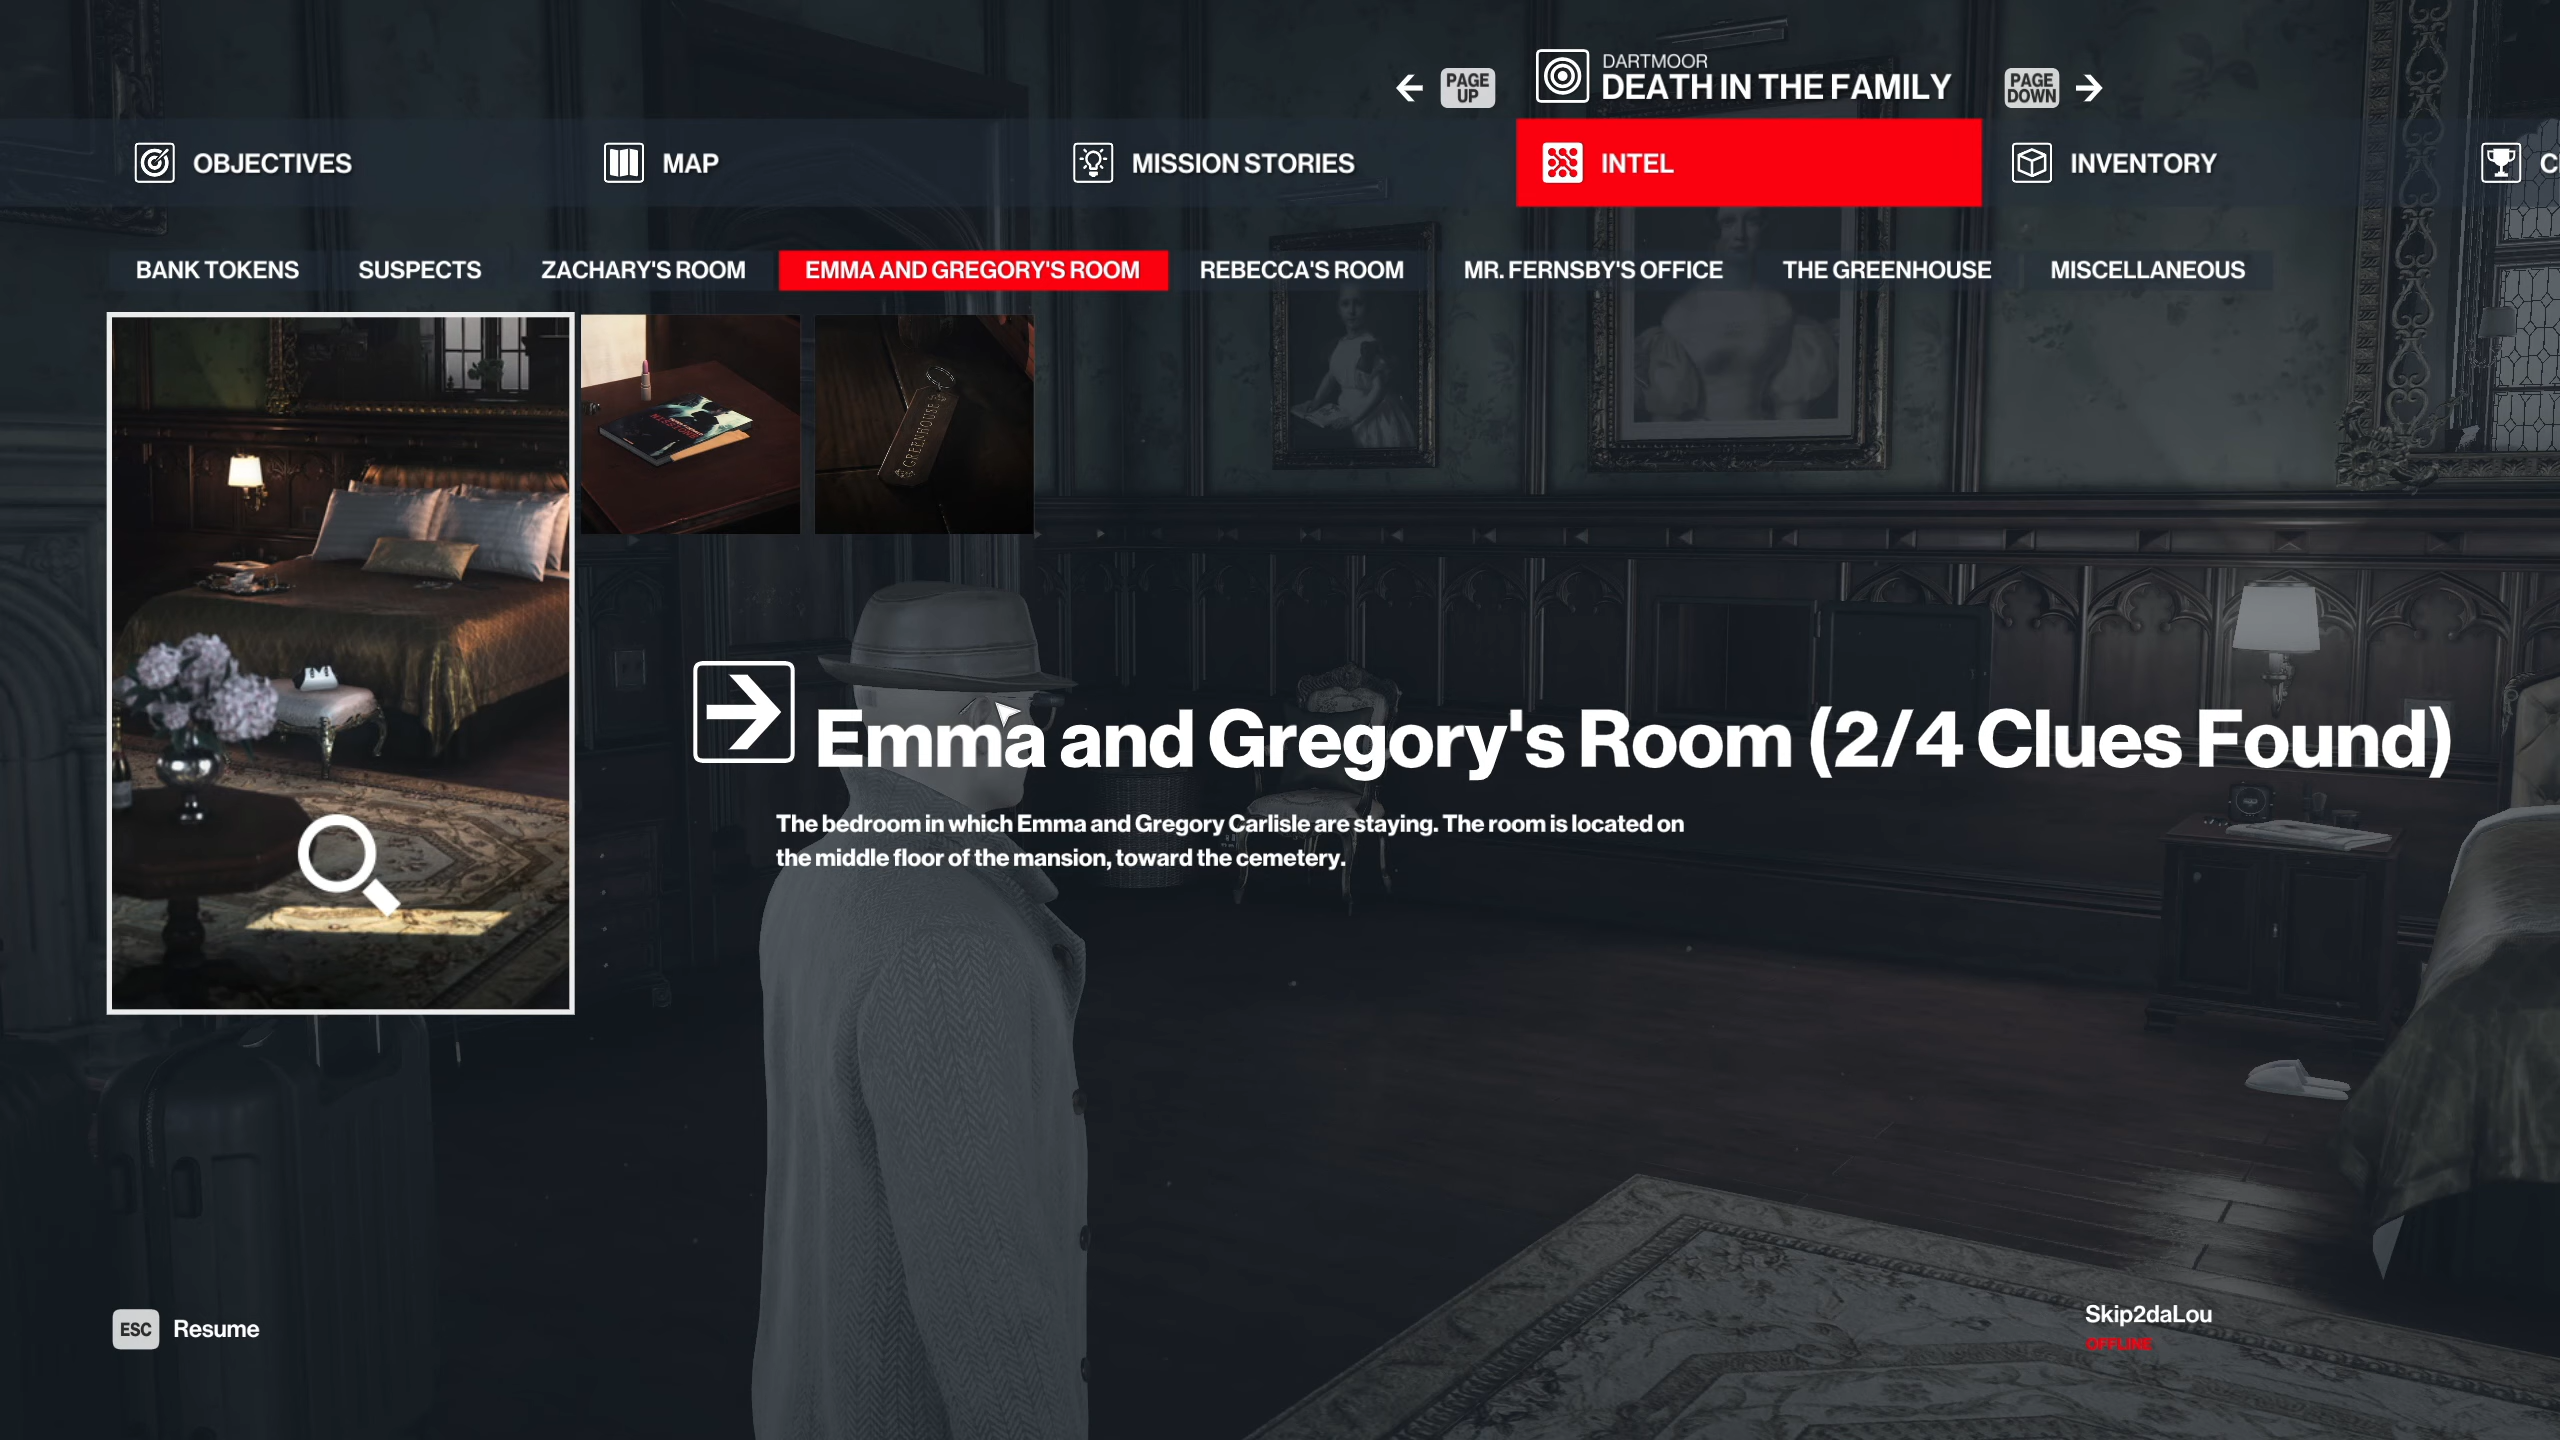 DARTMOOR
PAGE UP
DEATH IN THE FAMILY
PAGE DOWN
OBJECTIVES
MAP
MISSION STORIES
INTEL
INVENTORY
BANK TOKENS
SUSPECTS
ZACHARY'S ROOM
EMMA AND GREGORY'S ROOM
REBECCA'S ROOM
MR. FERNSBY'S OFFICE
THE GREENHOUSE
MISCELLANEOUS
GREENHOUSE
Emma and Gregory's Room (2/4 Clues Found)
The bedroom in which Emma and Gregory Carlisle are staying. The room is located on
the middle floor of the mansion, toward the cemetery.
ESC
Resume
Skip2daLou
OFFLINE